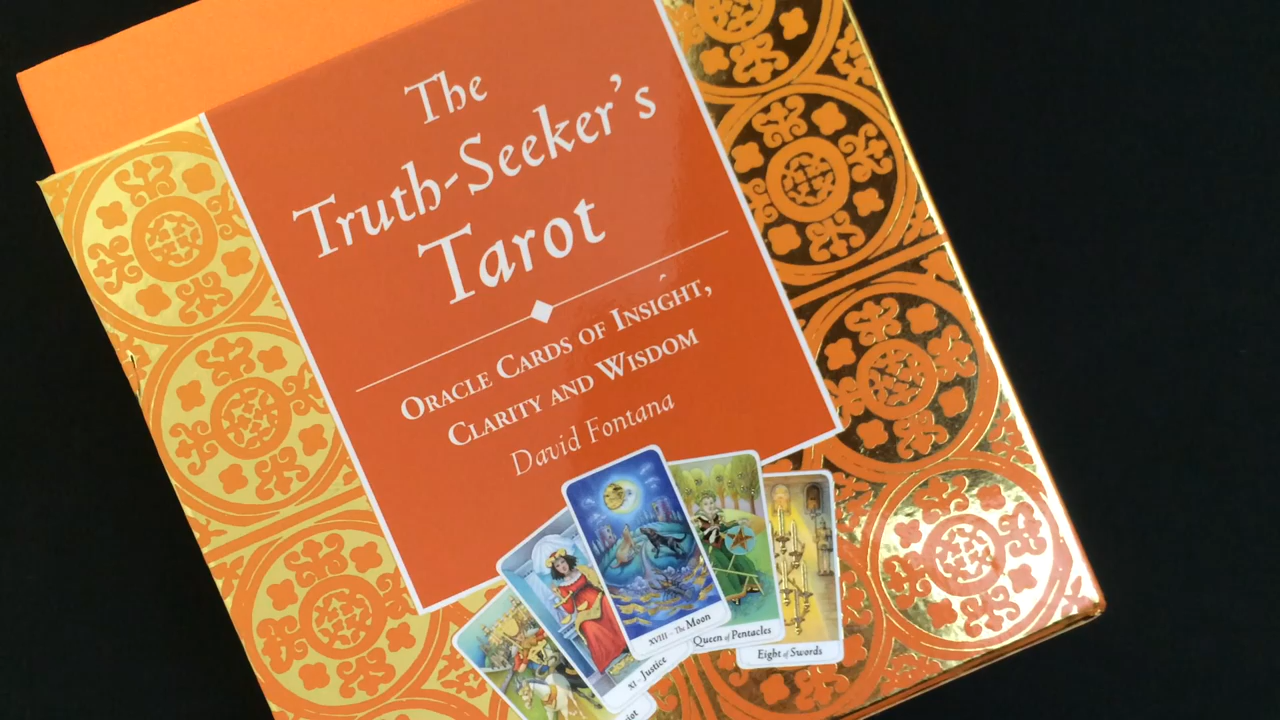 The
Truth-Seeker's
Tarot
Oracle Cards of Insight,
Clarity and Wisdom
David Fontana
XVIII - The Moon
Queen of Pentacles
Eight of Swords
XI - Justice